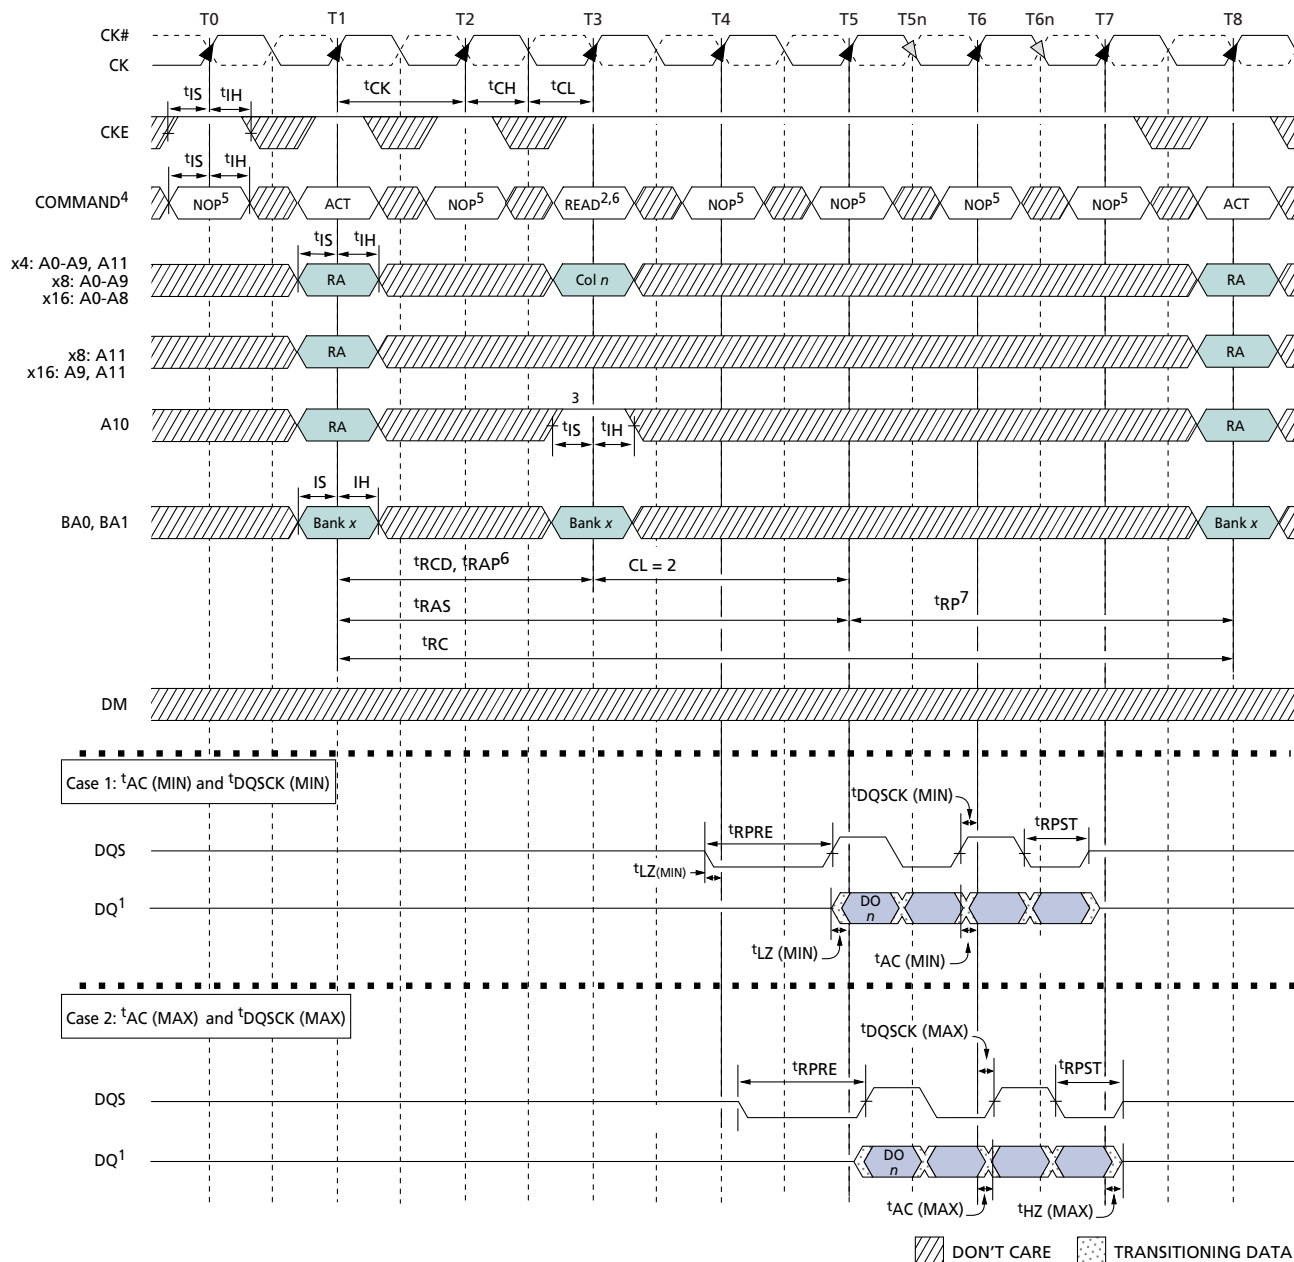 T0 T1 T2 T3 T4 T5 T5n T6 T6n T7 T8
CK#
CK
tCK tCH tCL
tIS tIH
CKE
tIS tIH
COMMAND4
NOP5 ACT NOP5 READ2,6 NOP5 NOP5 NOP5 NOP5 ACT
tIS tIH
x4: A0-A9, A11
x8: A0-A9
x16: A0-A8
RA Col n RA
x8: A11
x16: A9, A11
RA RA
3
A10
RA RA
tIS tIH
IS IH
BA0, BA1
Bank x Bank x Bank x
tRCD, tRAP6 CL = 2
tRAS tRP7
tRC
DM
Case 1: tAC (MIN) and tDQSCK (MIN)
tDQSCK (MIN)
tRPRE tRPST
DQS
tLZ(MIN)
DQ1
DO
n
tLZ (MIN) tAC (MIN)
Case 2: tAC (MAX) and tDQSCK (MAX)
tDQSCK (MAX)
tRPRE tRPST
DQS
DQ1
DO
n
tAC (MAX) tHZ (MAX)
DON'T CARE TRANSITIONING DATA